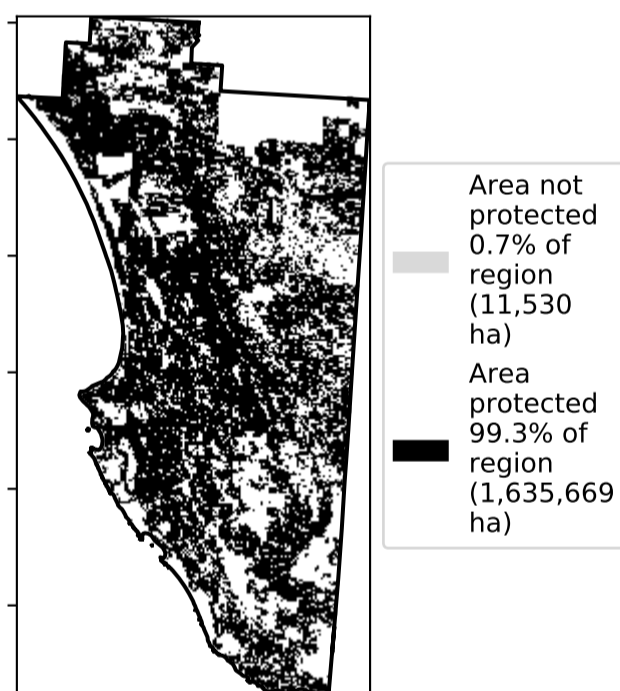 Area not
protected
0.7% of
region
(11,530
ha)
Area
protected
99.3% of
region
(1,635,669
ha)